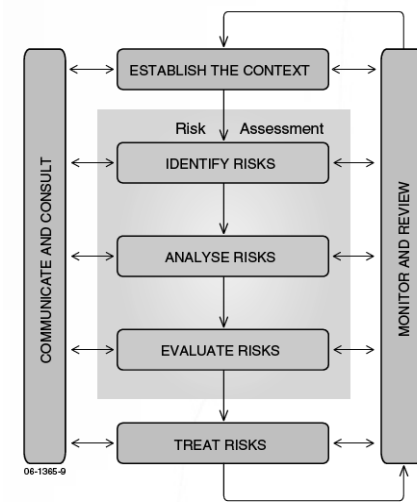 ESTABLISH THE CONTEXT
Risk Assessment
IDENTIFY RISKS
ANALYSE RISKS
EVALUATE RISKS
TREAT RISKS
COMMUNICATE AND CONSULT
MONITOR AND REVIEW
06-1365-9